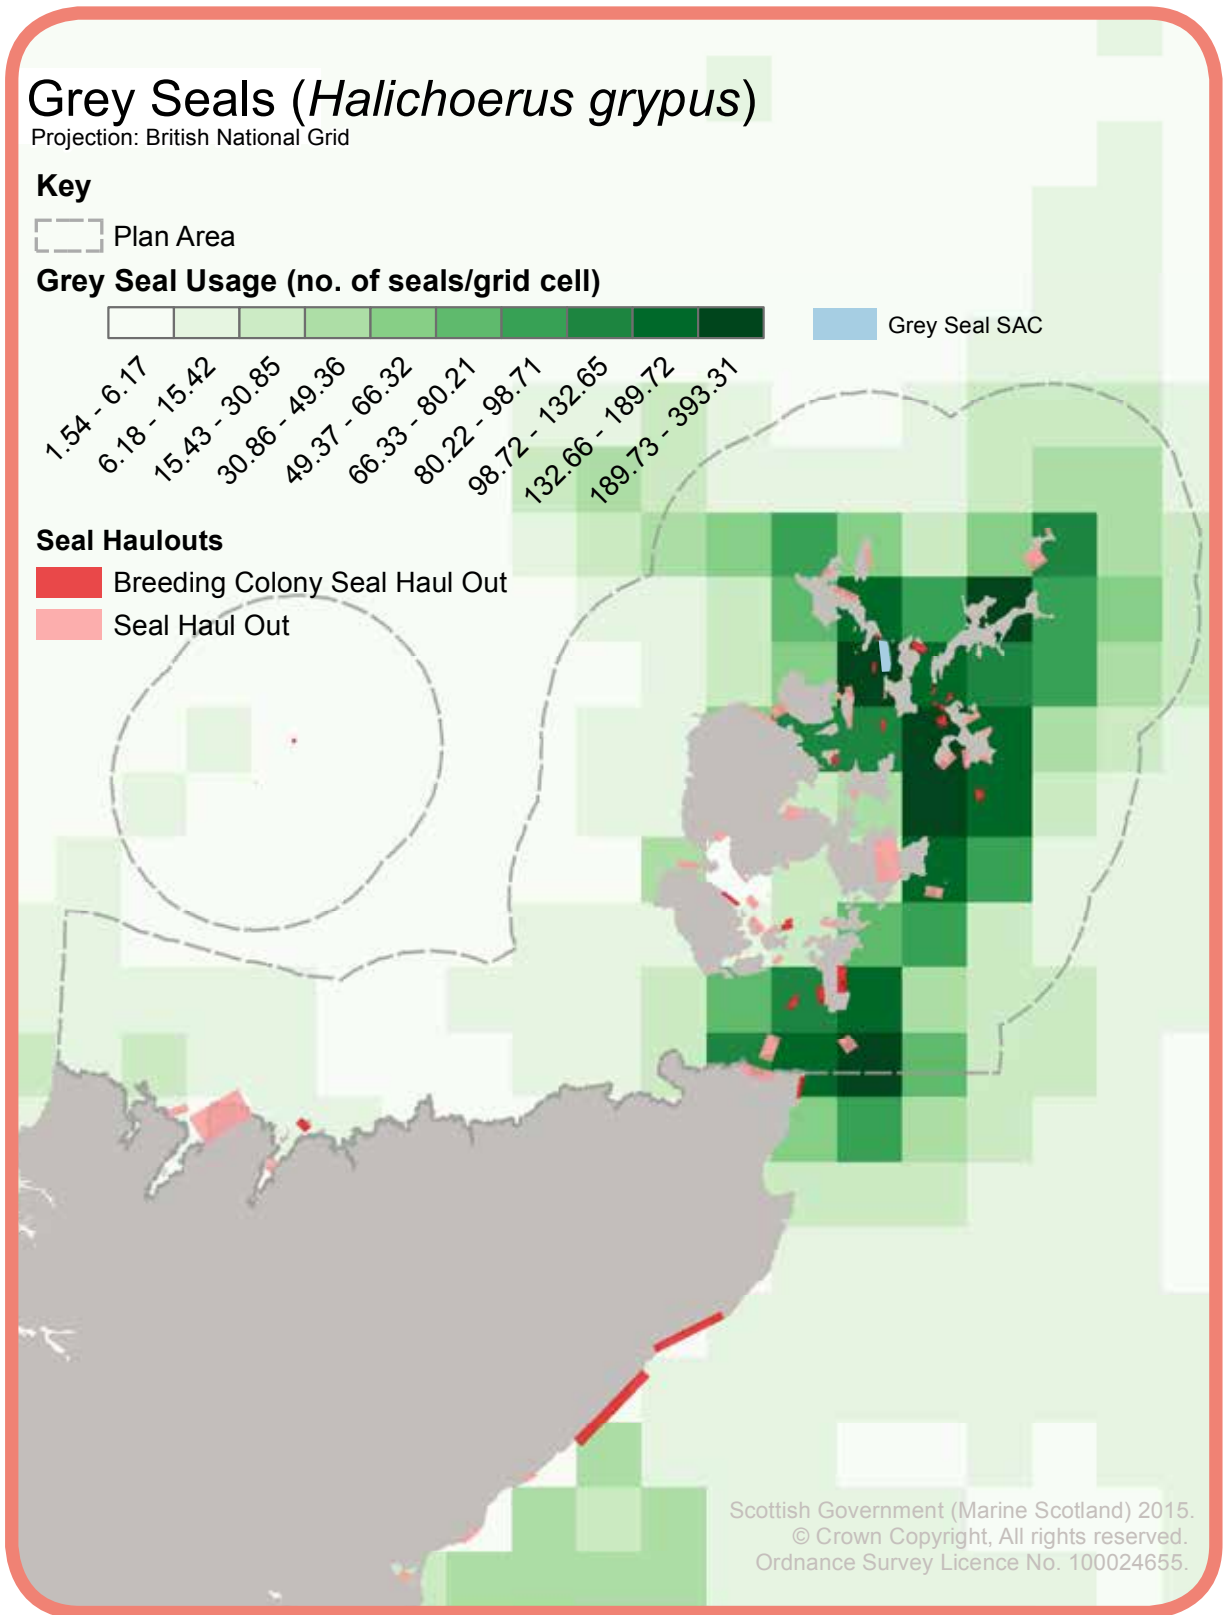 Grey Seals (Halichoerus grypus)
Projection: British National Grid
Key
Plan Area
Grey Seal Usage (no. of seals/grid cell)
Grey Seal SAC
1.54 - 6.17
6.18 - 15.42
15.43 - 30.85
30.86 - 49.36
49.37 - 66.32
66.33 - 80.21
80.22 - 98.71
98.72 - 132.65
132.66 - 189.72
189.73 - 393.31
Seal Haulouts
Breeding Colony Seal Haul Out
Seal Haul Out
Scottish Government (Marine Scotland) 2015.
© Crown Copyright, All rights reserved.
Ordnance Survey Licence No. 100024655.